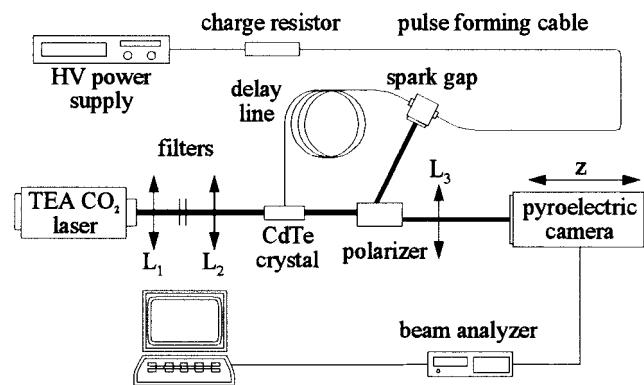 charge resistor
pulse forming cable
HV power
supply
delay
line
spark gap
filters
L3
z
TEA CO2
laser
pyroelectric
camera
L1
L2
CdTe
crystal
polarizer
beam analyzer